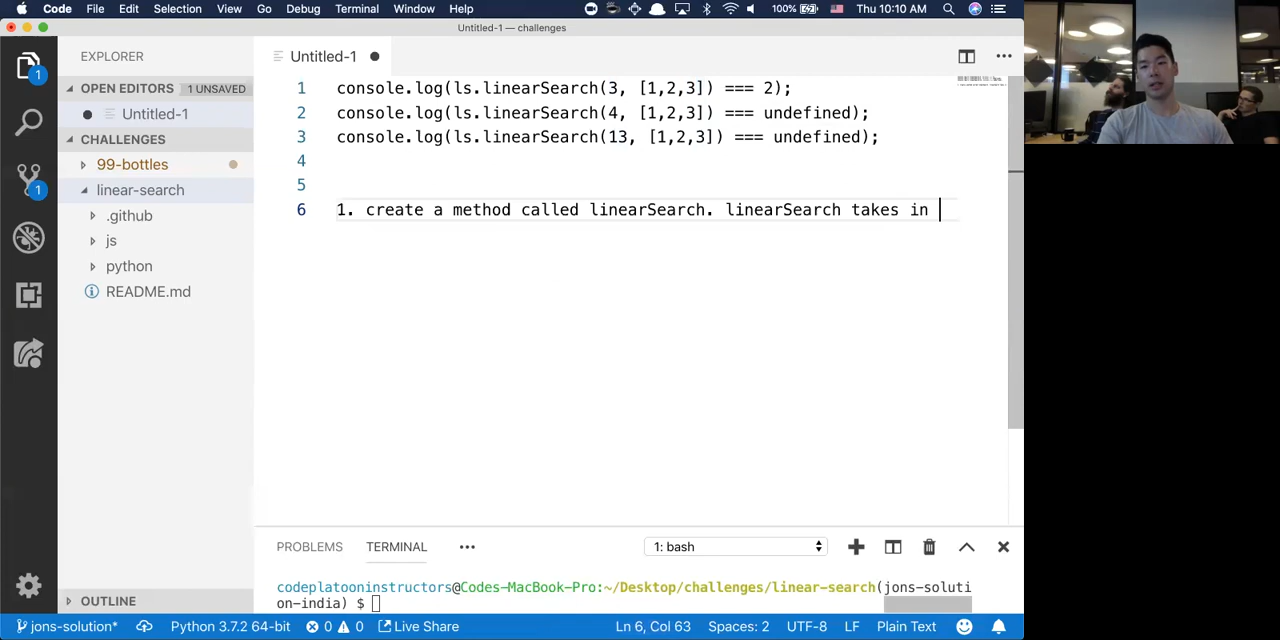 Code File Edit Selection View Go Debug Terminal Window Help 100% Thu 10:10 AM
Untitled-1 — challenges
EXPLORER
Untitled-1
OPEN EDITORS 1 UNSAVED
Untitled-1
CHALLENGES
99-bottles
linear-search
.github
js
python
README.md
1
1
1 console.log(ls.linearSearch(3, [1,2,3]) === 2);
2 console.log(ls.linearSearch(4, [1,2,3]) === undefined);
3 console.log(ls.linearSearch(13, [1,2,3]) === undefined);
4
5
6 1. create a method called linearSearch. linearSearch takes in
PROBLEMS TERMINAL ••• 1: bash
codeplatooninstructors@Codes-MacBook-Pro:~/Desktop/challenges/linear-search(jons-soluti
on-india) $
OUTLINE
jons-solution* Python 3.7.2 64-bit 0 0 Live Share Ln 6, Col 63 Spaces: 2 UTF-8 LF Plain Text